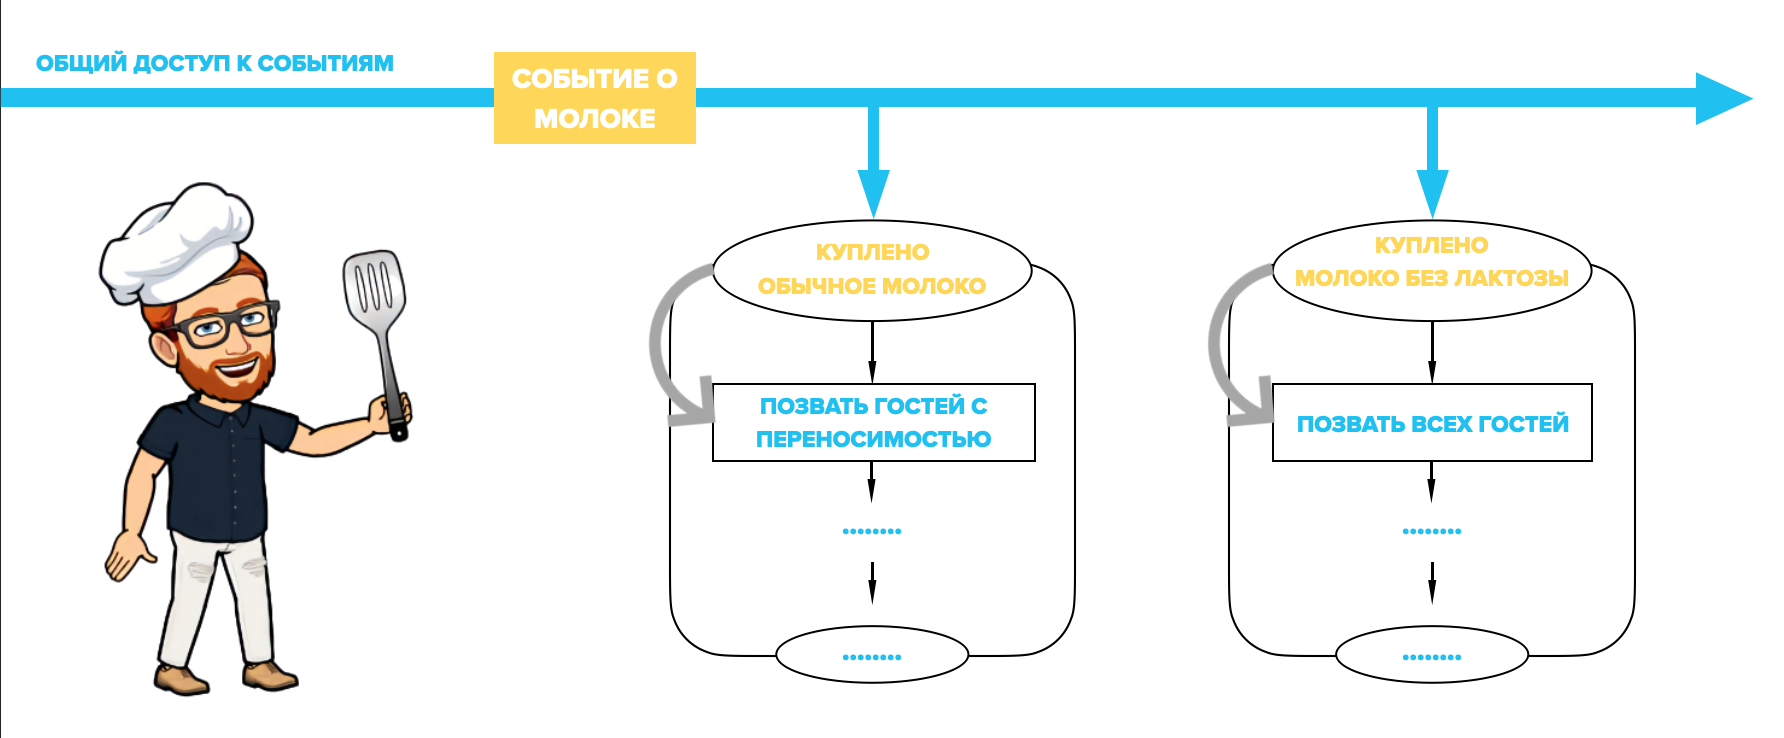 ОБЩИЙ ДОСТУП К СОБЫТИЯМ
СОБЫТИЕ О
МОЛОКЕ
КУПЛЕНО
ОБЫЧНОЕ МОЛОКО
ПОЗВАТЬ ГОСТЕЙ С
ПЕРЕНОСИМОСТЬЮ
........
........
КУПЛЕНО
МОЛОКО БЕЗ ЛАКТОЗЫ
ПОЗВАТЬ ВСЕХ ГОСТЕЙ
........
........